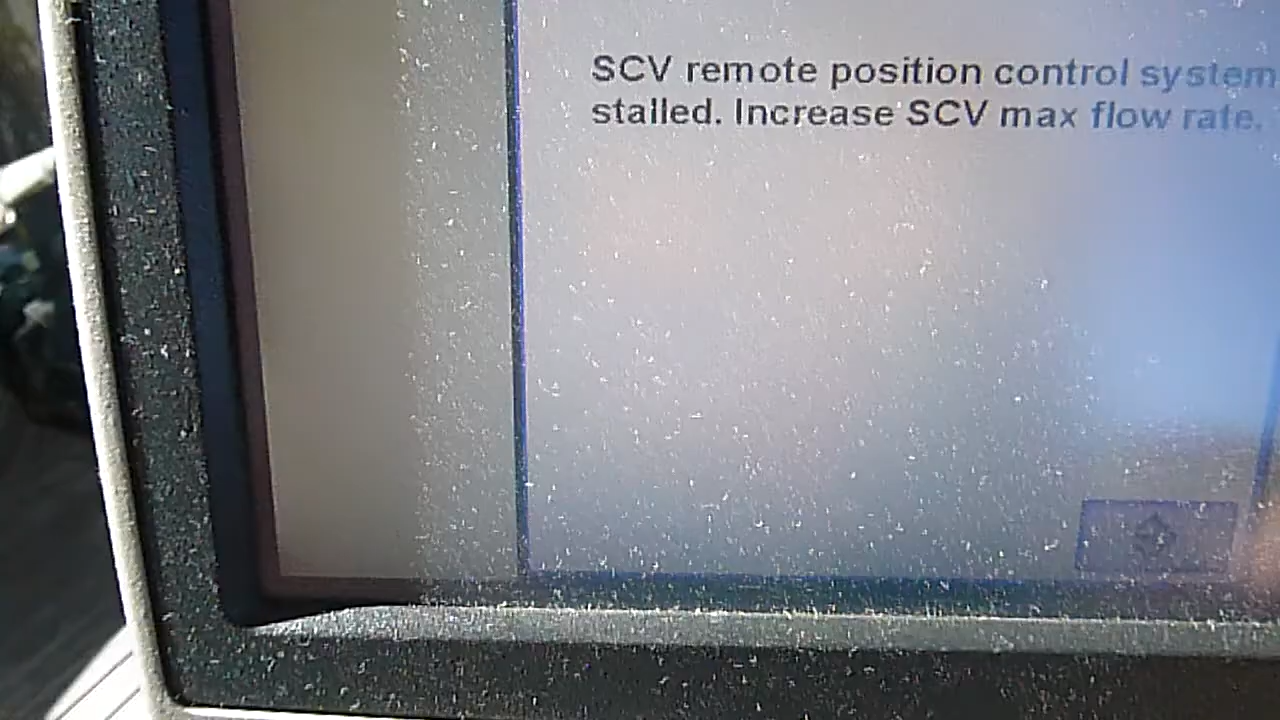 SCV remote position control system
stalled. Increase SCV max flow rate.